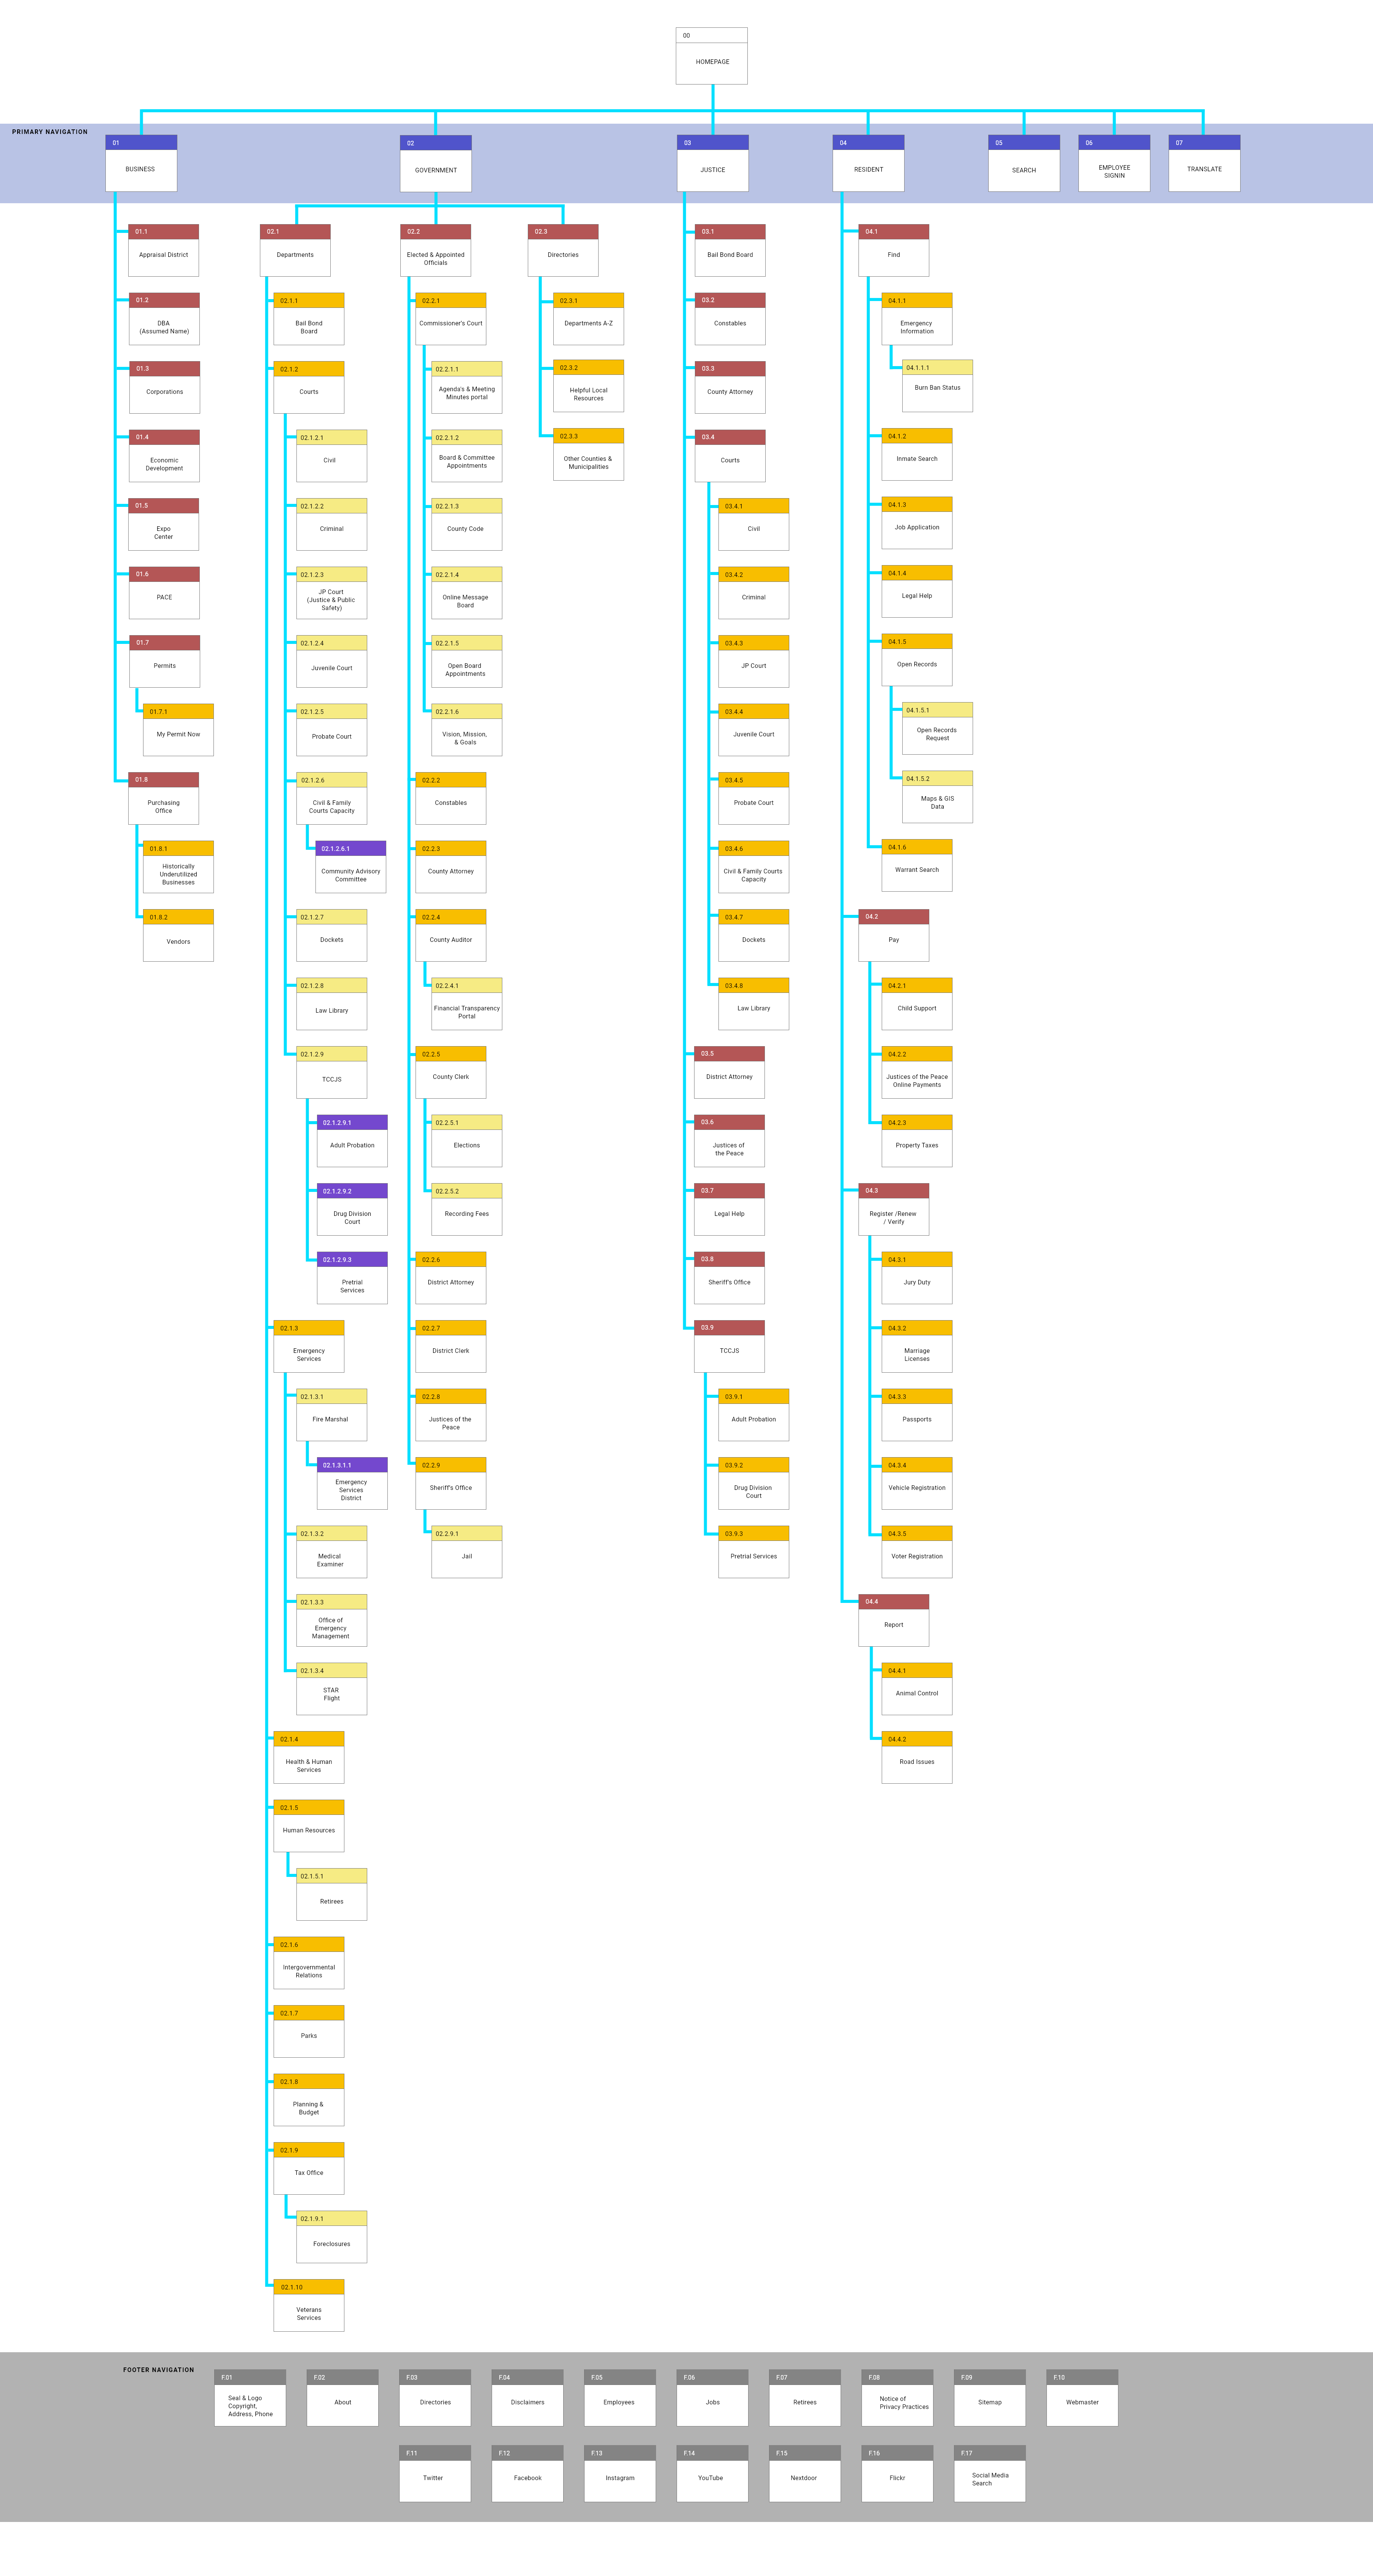 00
HOMEPAGE
PRIMARY NAVIGATION
01
BUSINESS
02
GOVERNMENT
03
JUSTICE
04
RESIDENT
05
SEARCH
06
EMPLOYEE
SIGNIN
07
TRANSLATE
01.1
Appraisal District
01.2
DBA
(Assumed Name)
01.3
Corporations
01.4
Economic
Development
01.5
Expo
Center
01.6
PACE
01.7
Permits
01.7.1
My Permit Now
01.8
Purchasing
Office
01.8.1
Historically
Underutilized
Businesses
01.8.2
Vendors
02.1
Departments
02.1.1
Bail Bond
Board
02.1.2
Courts
02.1.2.1
Civil
02.1.2.2
Criminal
02.1.2.3
JP Court
(Justice & Public
Safety)
02.1.2.4
Juvenile Court
02.1.2.5
Probate Court
02.1.2.6
Civil & Family
Courts Capacity
02.1.2.6.1
Community Advisory
Committee
02.1.2.7
Dockets
02.1.2.8
Law Library
02.1.2.9
TCCJS
02.1.2.9.1
Adult Probation
02.1.2.9.2
Drug Division
Court
02.1.2.9.3
Pretrial
Services
02.1.3
Emergency
Services
02.1.3.1
Fire Marshal
02.1.3.1.1
Emergency
Services
District
02.1.3.2
Medical
Examiner
02.1.3.3
Office of
Emergency
Management
02.1.3.4
STAR
Flight
02.1.4
Health & Human
Services
02.1.5
Human Resources
02.1.5.1
Retirees
02.1.6
Intergovernmental
Relations
02.1.7
Parks
02.1.8
Planning &
Budget
02.1.9
Tax Office
02.1.9.1
Foreclosures
02.1.10
Veterans
Services
02.2
Elected & Appointed
Officials
02.2.1
Commissioner's Court
02.2.1.1
Agenda's & Meeting
Minutes portal
02.2.1.2
Board & Committee
Appointments
02.2.1.3
County Code
02.2.1.4
Online Message
Board
02.2.1.5
Open Board
Appointments
02.2.1.6
Vision, Mission,
& Goals
02.2.2
Constables
02.2.3
County Attorney
02.2.4
County Auditor
02.2.4.1
Financial Transparency
Portal
02.2.5
County Clerk
02.2.5.1
Elections
02.2.5.2
Recording Fees
02.2.6
District Attorney
02.2.7
District Clerk
02.2.8
Justices of the
Peace
02.2.9
Sheriff's Office
02.2.9.1
Jail
02.3
Directories
02.3.1
Departments A-Z
02.3.2
Helpful Local
Resources
02.3.3
Other Counties &
Municipalities
03.1
Bail Bond Board
03.2
Constables
03.3
County Attorney
03.4
Courts
03.4.1
Civil
03.4.2
Criminal
03.4.3
JP Court
03.4.4
Juvenile Court
03.4.5
Probate Court
03.4.6
Civil & Family Courts
Capacity
03.4.7
Dockets
03.4.8
Law Library
03.5
District Attorney
03.6
Justices of
the Peace
03.7
Legal Help
03.8
Sheriff's Office
03.9
TCCJS
03.9.1
Adult Probation
03.9.2
Drug Division
Court
03.9.3
Pretrial Services
04.1
Find
04.1.1
Emergency
Information
04.1.1.1
Burn Ban Status
04.1.2
Inmate Search
04.1.3
Job Application
04.1.4
Legal Help
04.1.5
Open Records
04.1.5.1
Open Records
Request
04.1.5.2
Maps & GIS
Data
04.1.6
Warrant Search
04.2
Pay
04.2.1
Child Support
04.2.2
Justices of the Peace
Online Payments
04.2.3
Property Taxes
04.3
Register /Renew
/ Verify
04.3.1
Jury Duty
04.3.2
Marriage
Licenses
04.3.3
Passports
04.3.4
Vehicle Registration
04.3.5
Voter Registration
04.4
Report
04.4.1
Animal Control
04.4.2
Road Issues
FOOTER NAVIGATION
F.01
Seal & Logo
Copyright,
Address, Phone
F.02
About
F.03
Directories
F.04
Disclaimers
F.05
Employees
F.06
Jobs
F.07
Retirees
F.08
Notice of
Privacy Practices
F.09
Sitemap
F.10
Webmaster
F.11
Twitter
F.12
Facebook
F.13
Instagram
F.14
YouTube
F.15
Nextdoor
F.16
Flickr
F.17
Social Media
Search